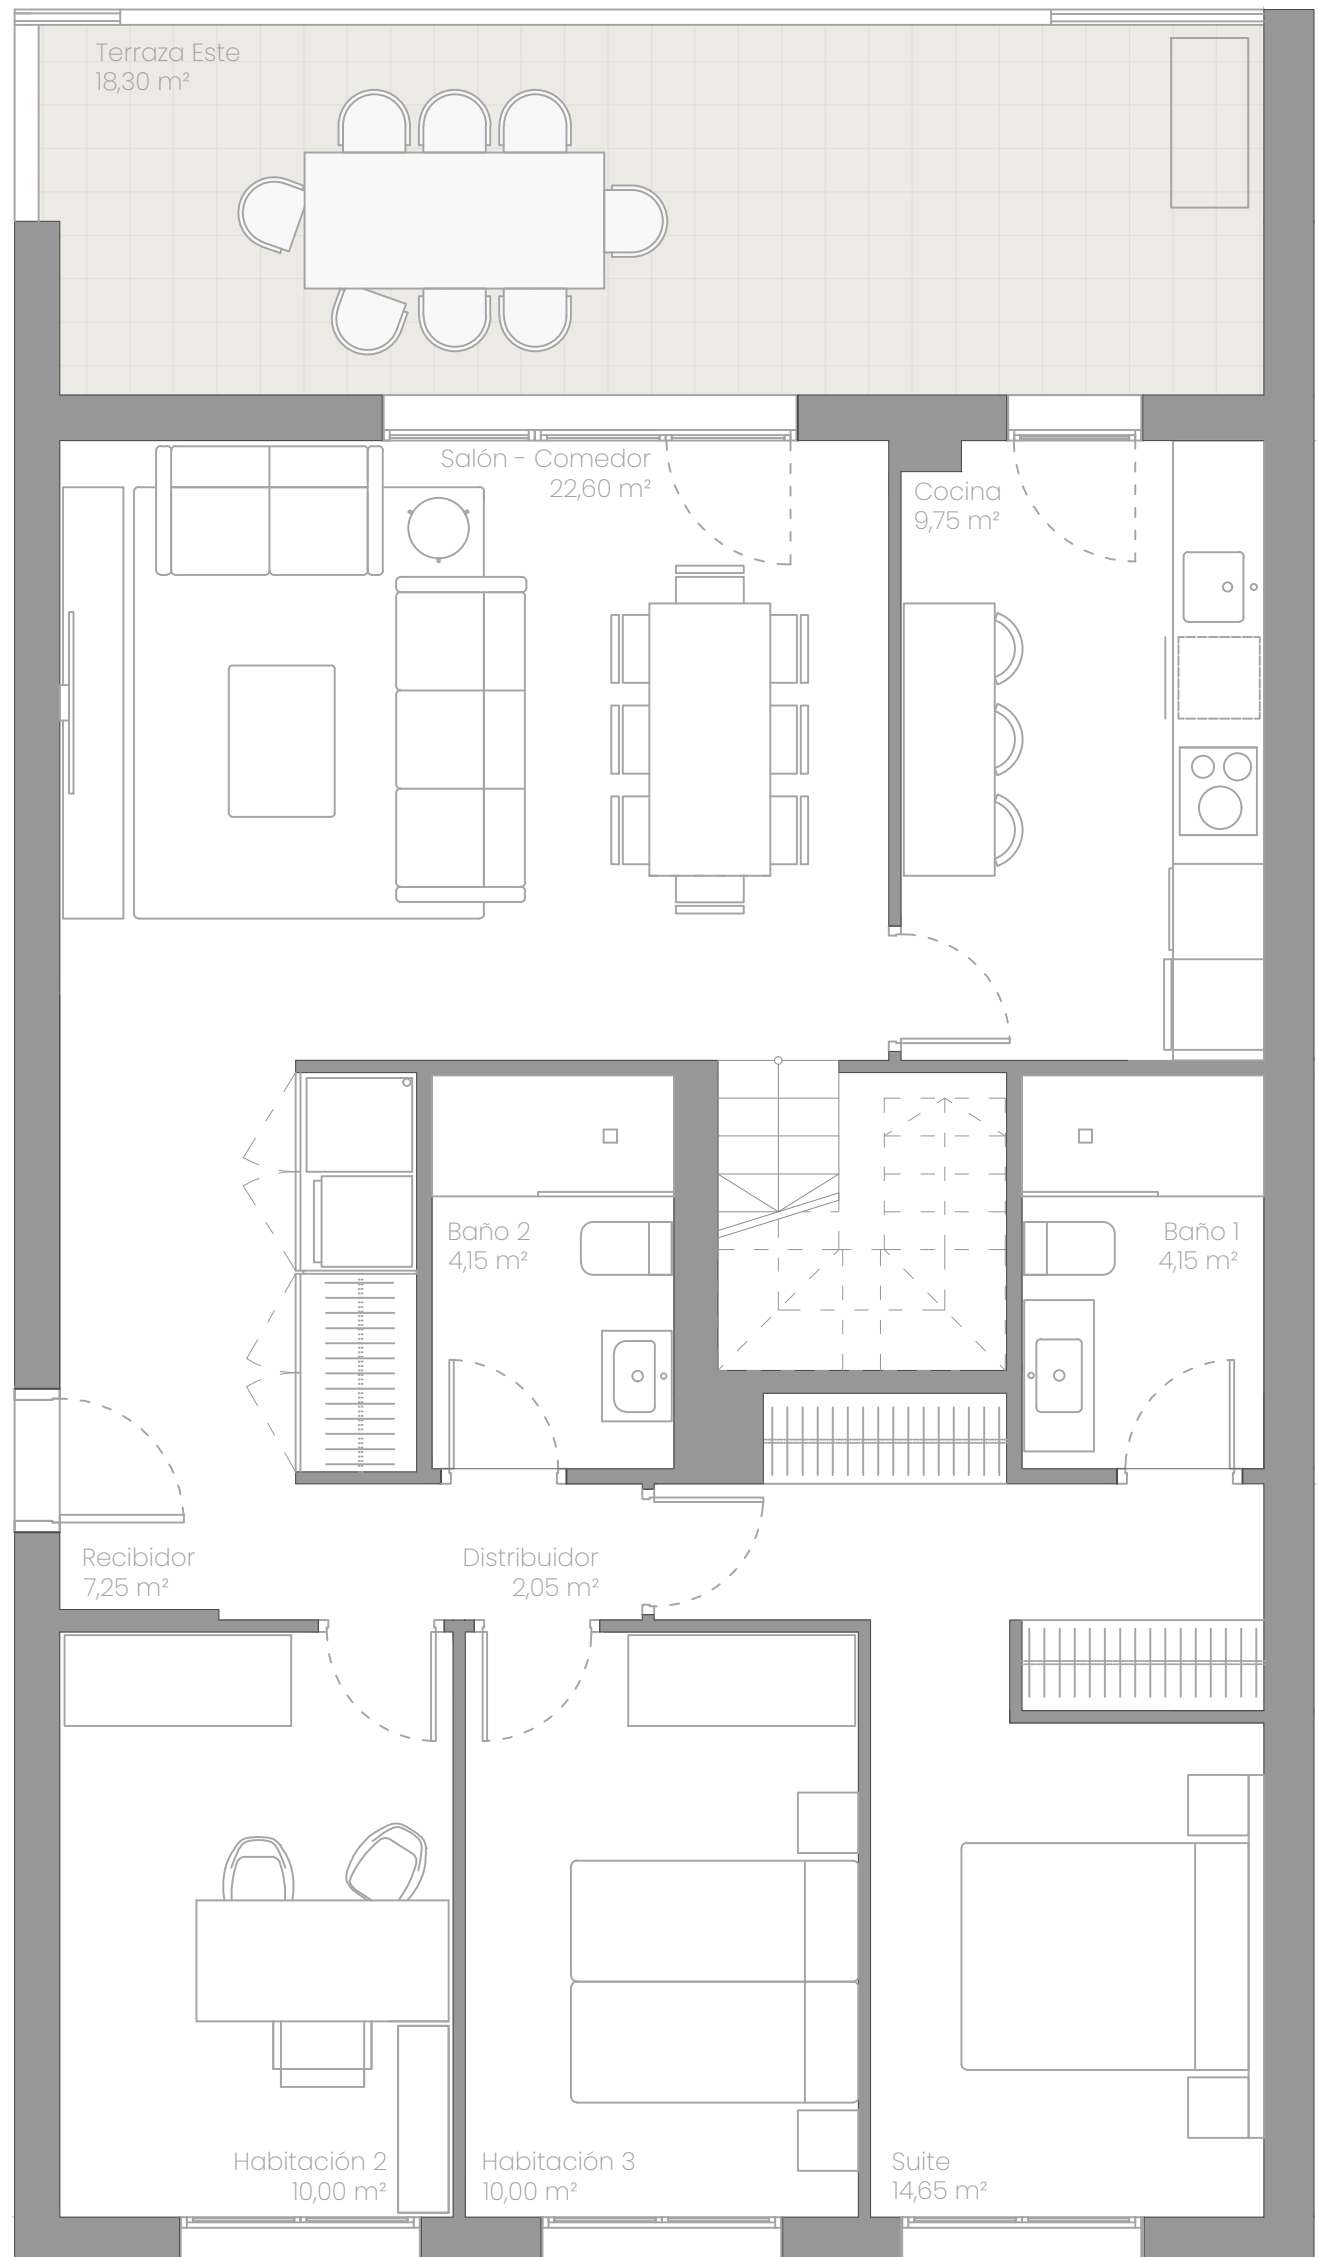 Terraza Este
18,30 m²
Salón - Comedor
22,60 m²
Cocina
9,75 m²
Baño 2
4,15 m²
Baño 1
4,15 m²
Recibidor
7,25 m²
Distribuidor
2,05 m²
Habitación 2
10,00 m²
Habitación 3
10,00 m²
Suite
14,65 m²